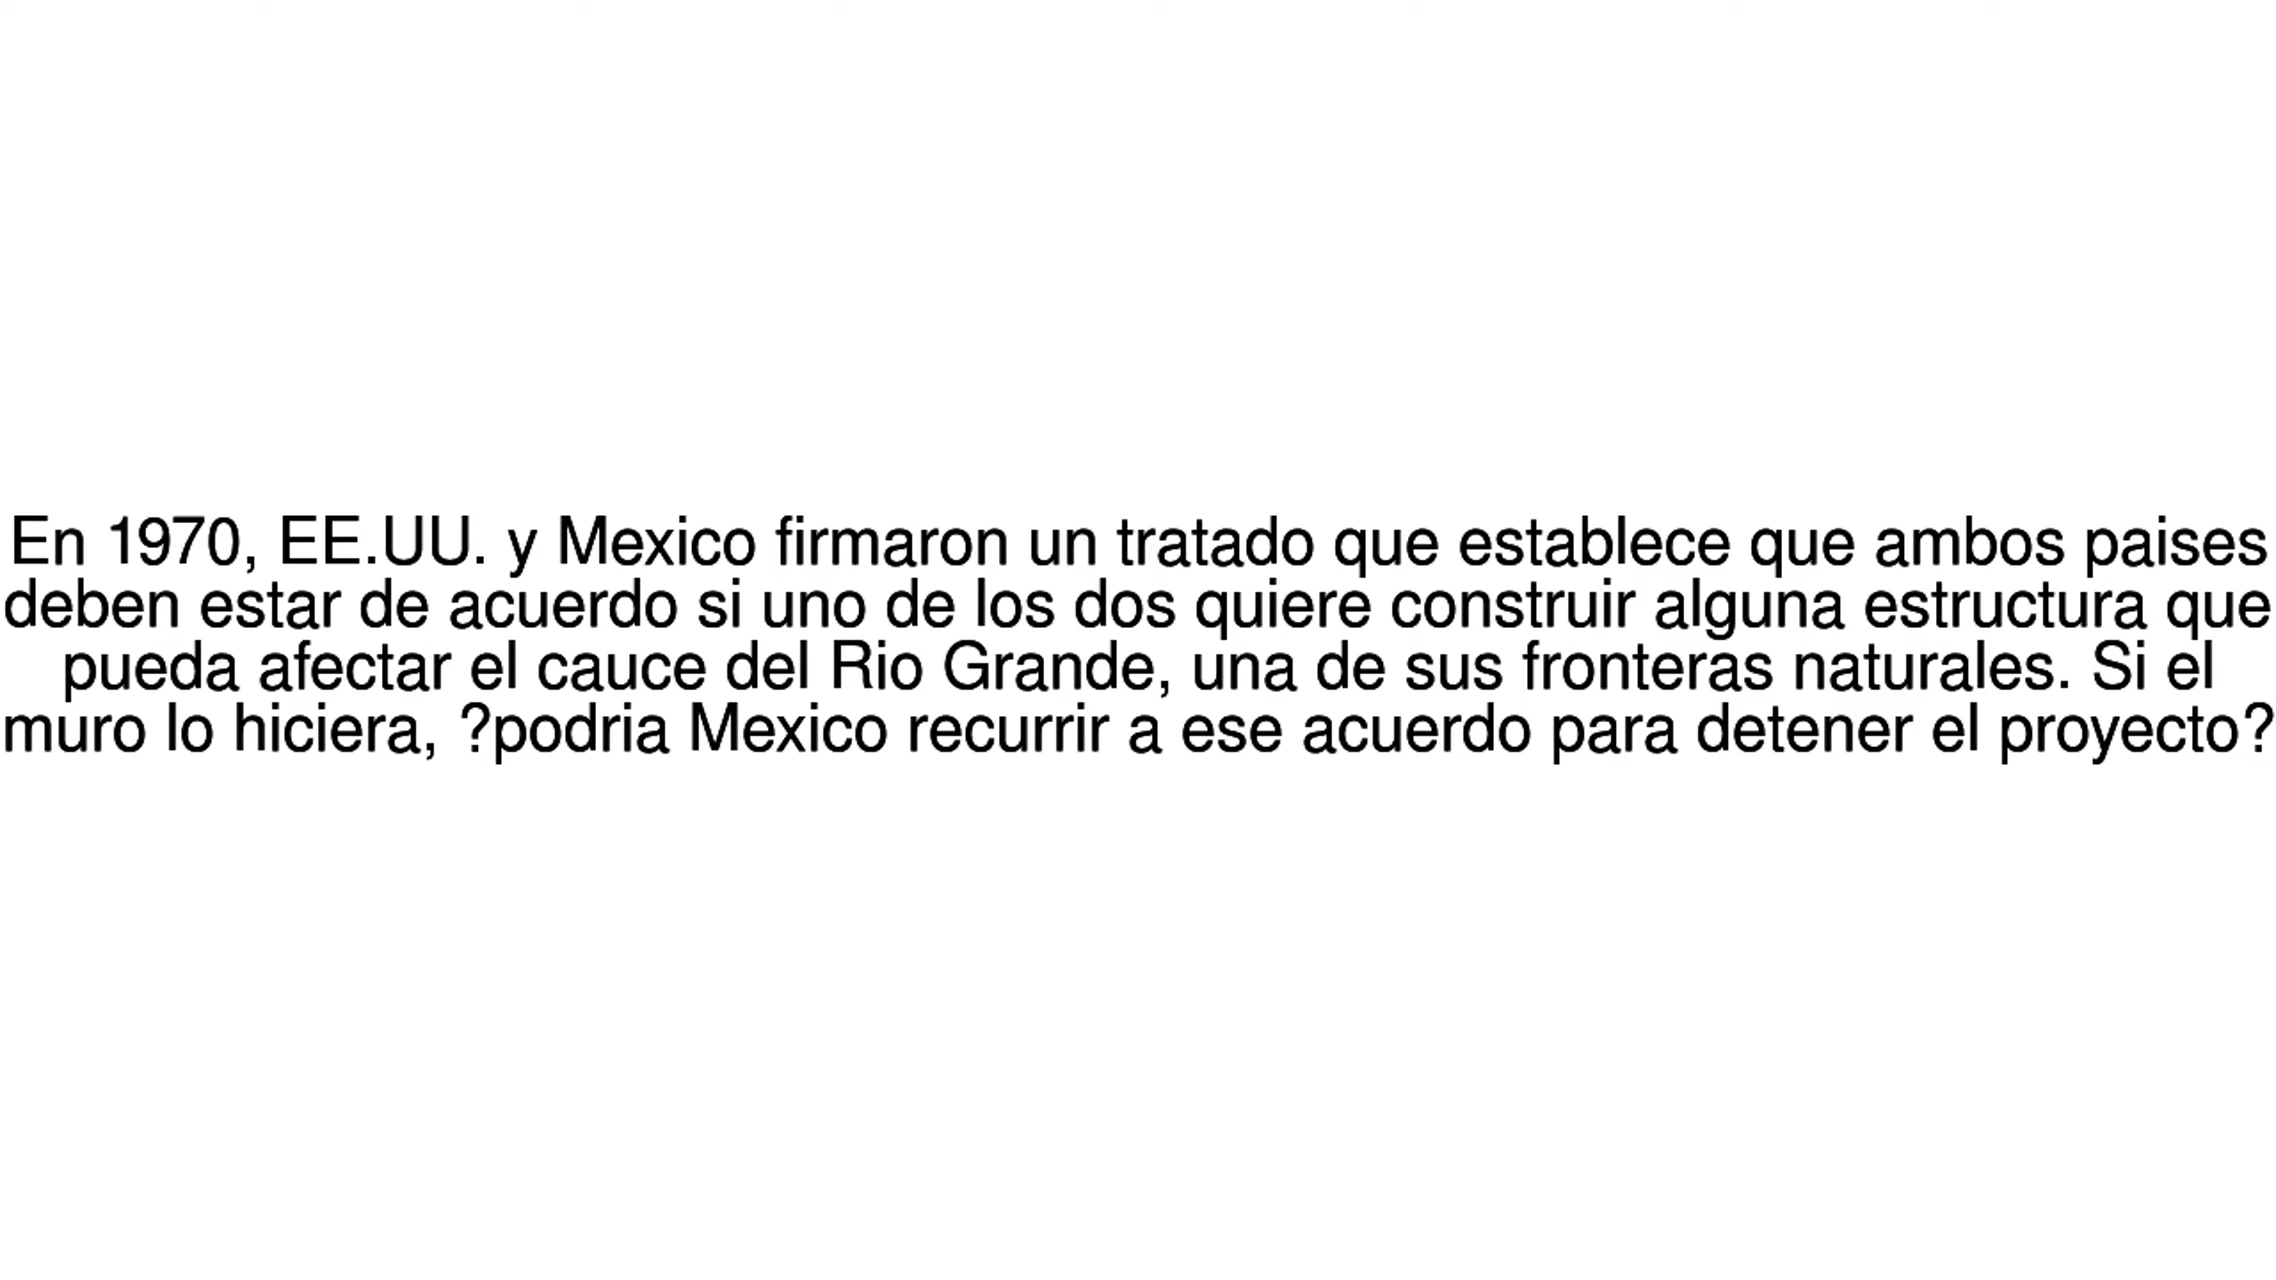 En 1970, EE.UU. y Mexico firmaron un tratado que establece que ambos paises
deben estar de acuerdo si uno de los dos quiere construir alguna estructura que
pueda afectar el cauce del Rio Grande, una de sus fronteras naturales. Si el
muro lo hiciera, ?podria Mexico recurrir a ese acuerdo para detener el proyecto?